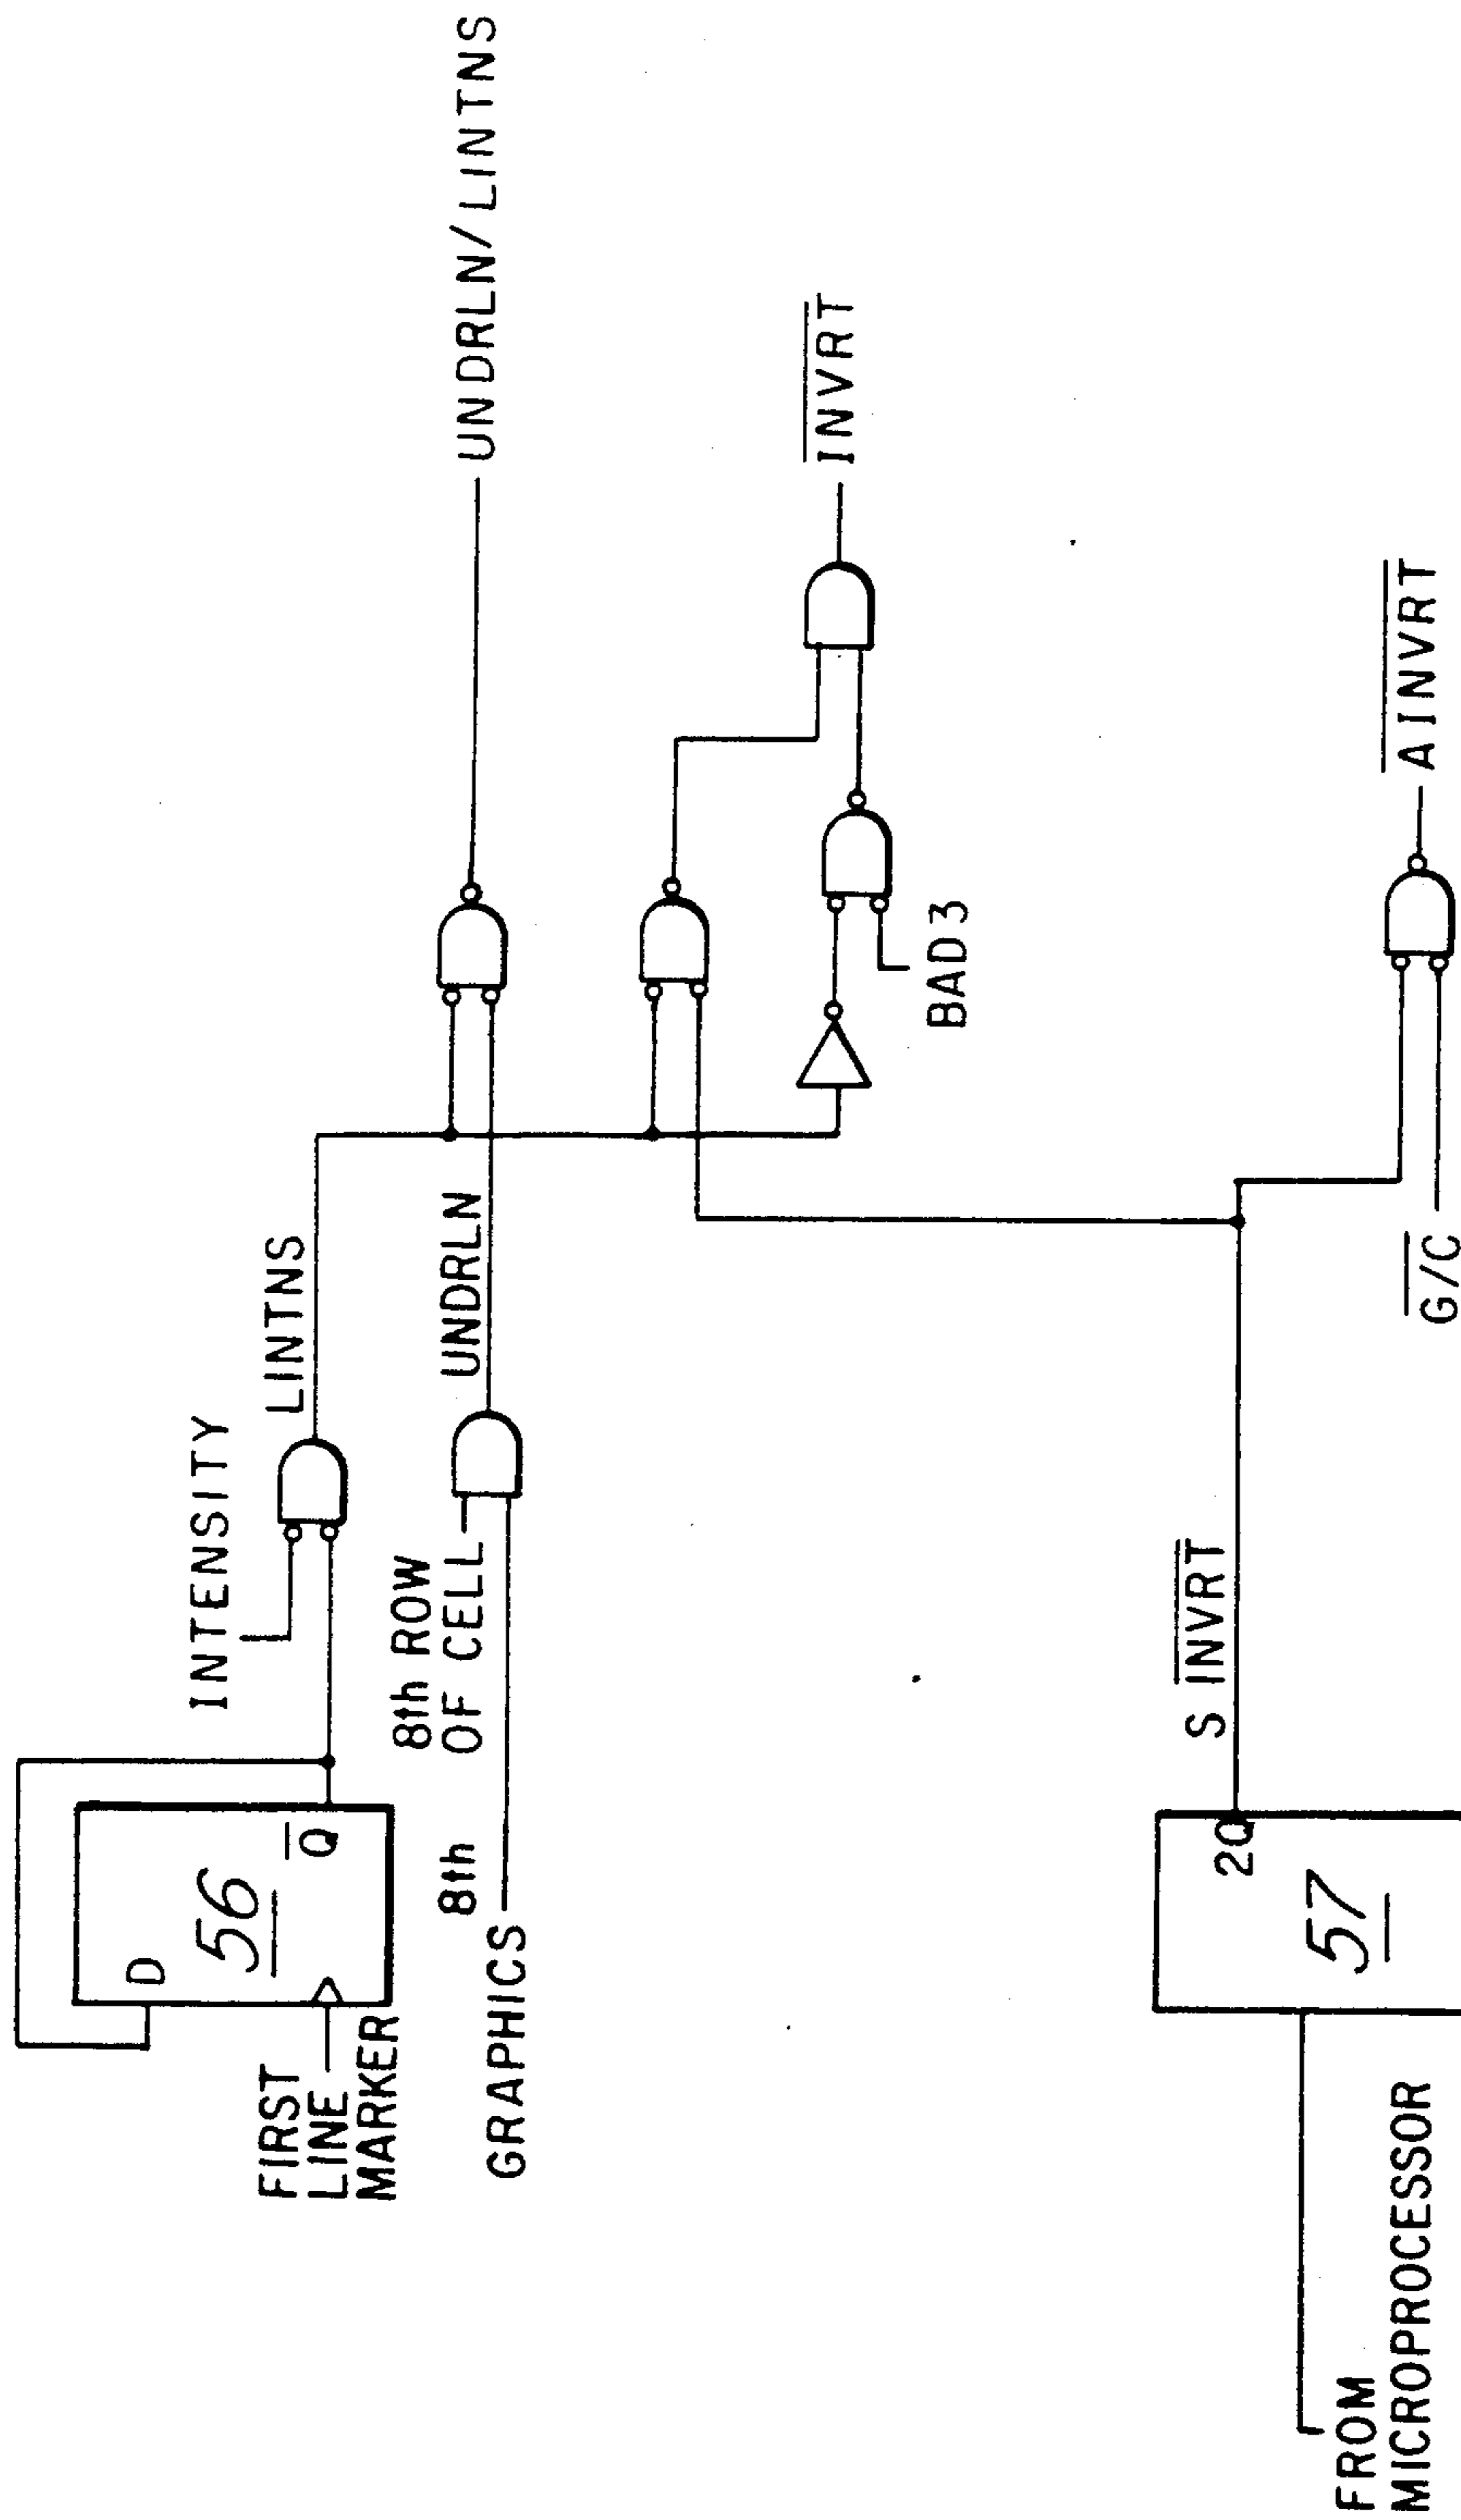 INTENSITY
LINTNS
UNDRLN/LINTNS
D
56
Q
FIRST
LINE
MARKER
8th ROW
OF CELL
8th
GRAPHICS
UNDRLN
INVRT
BAD3
S INVRT
2Q
57
FROM
MICROPROCESSOR
G/C
AINVRT